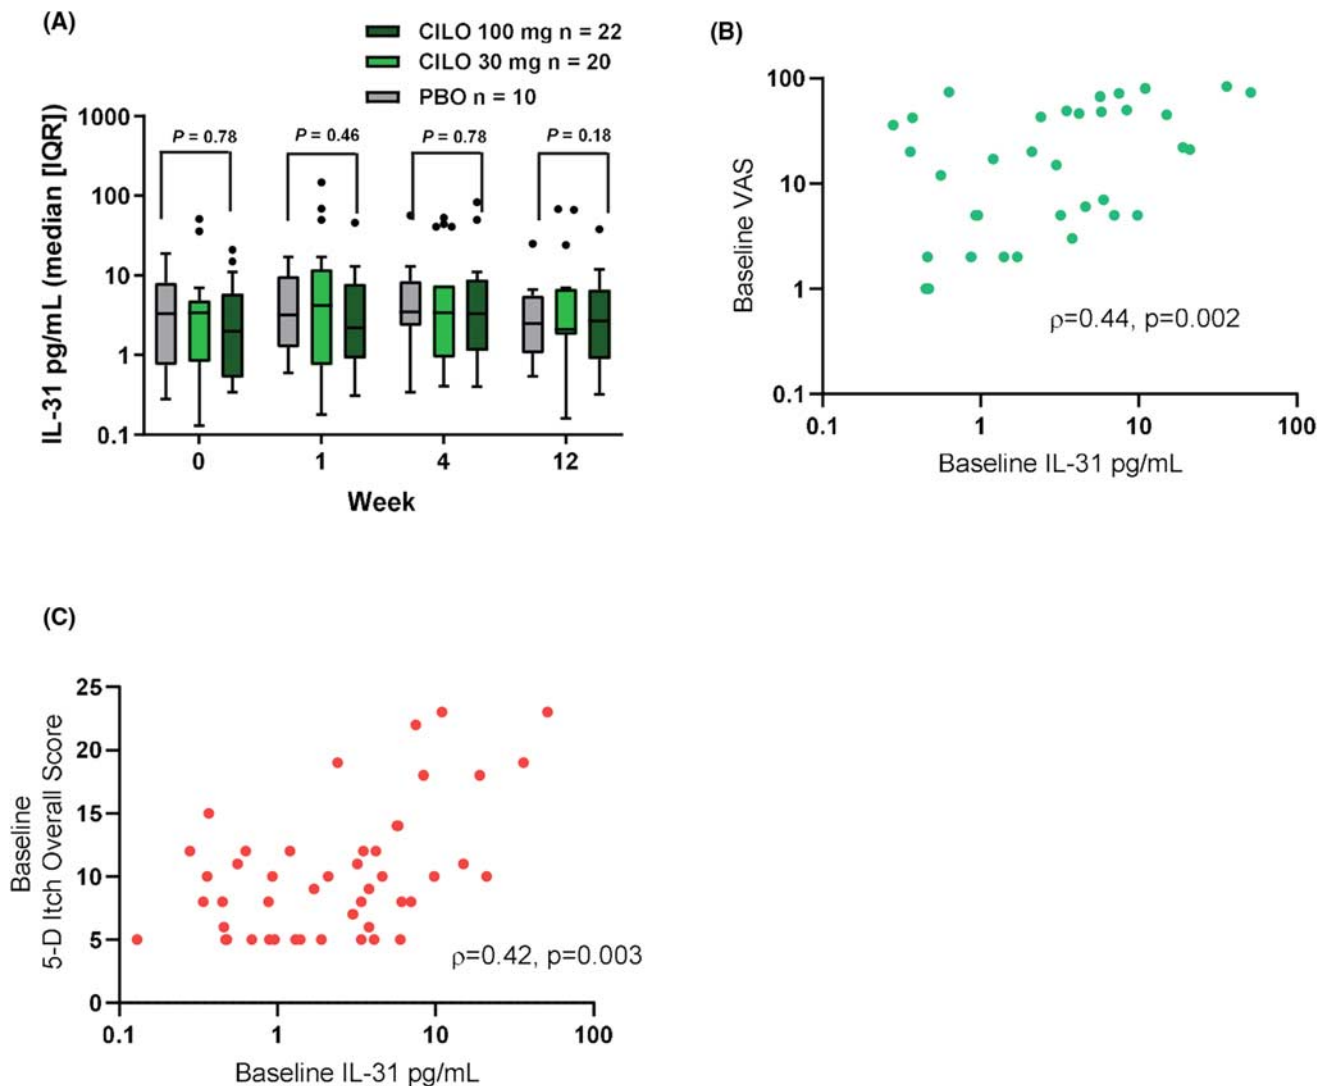 (A)
CILO 100 mg n = 22
CILO 30 mg n = 20
PBO n = 10
IL-31 pg/mL (median [IQR])
1000
100
10
1
0.1
P = 0.78
P = 0.46
P = 0.78
P = 0.18
0 1 4 12
Week
(B)
Baseline VAS
100
10
1
0.1
ρ=0.44, p=0.002
0.1 1 10 100
Baseline IL-31 pg/mL
(C)
Baseline
5-D Itch Overall Score
25
20
15
10
5
0
ρ=0.42, p=0.003
0.1 1 10 100
Baseline IL-31 pg/mL